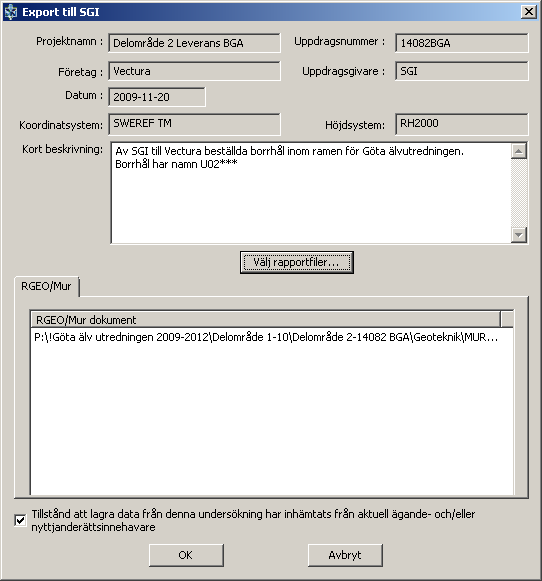 Export till SGI
Projektnamn : Delområde 2 Leverans BGA Uppdragsnummer : 14082BGA
Företag : Vectura Uppdragsgivare : SGI
Datum : 2009-11-20
Koordinatsystem: SWEREF TM Höjdsystem: RH2000
Kort beskrivning: Av SGI till Vectura beställda borrhål inom ramen för Göta älvutredningen.
Borrhål har namn U02***
Välj rapportfiler...
RGEO/Mur
RGEO/Mur dokument
P:\!Göta älv utredningen 2009-2012\Delområde 1-10\Delområde 2-14082 BGA\Geoteknik\MUR...
Tillstånd att lagra data från denna undersökning har inhämtats från aktuell ägande- och/eller
nyttjanderättsinnehavare
OK Avbryt